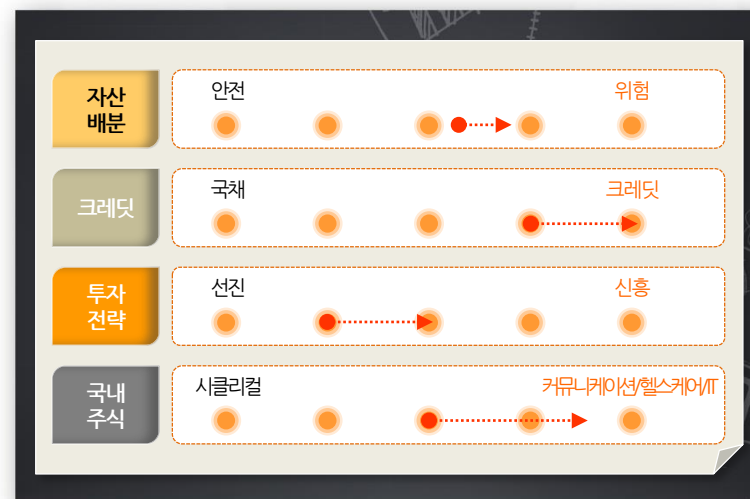 자산
배분
안전
위험
크레딧
국채
크레딧
투자
전략
선진
신흥
국내
주식
시클리컬
커뮤니케이션/헬스케어/IT